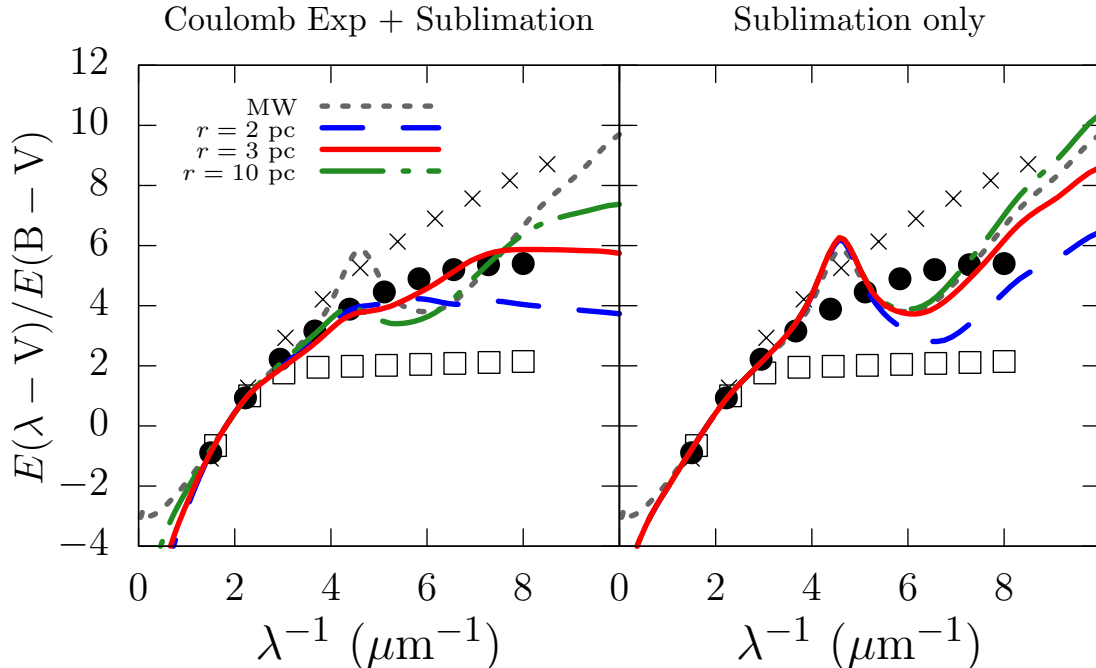 Coulomb Exp + Sublimation
Sublimation only
12
10
8
6
4
2
0
−2
−4
E(λ − V)/E(B − V)
MW
r = 2 pc
r = 3 pc
r = 10 pc
0 2 4 6 8 0 2 4 6 8
λ⁻¹ (μm⁻¹)
λ⁻¹ (μm⁻¹)